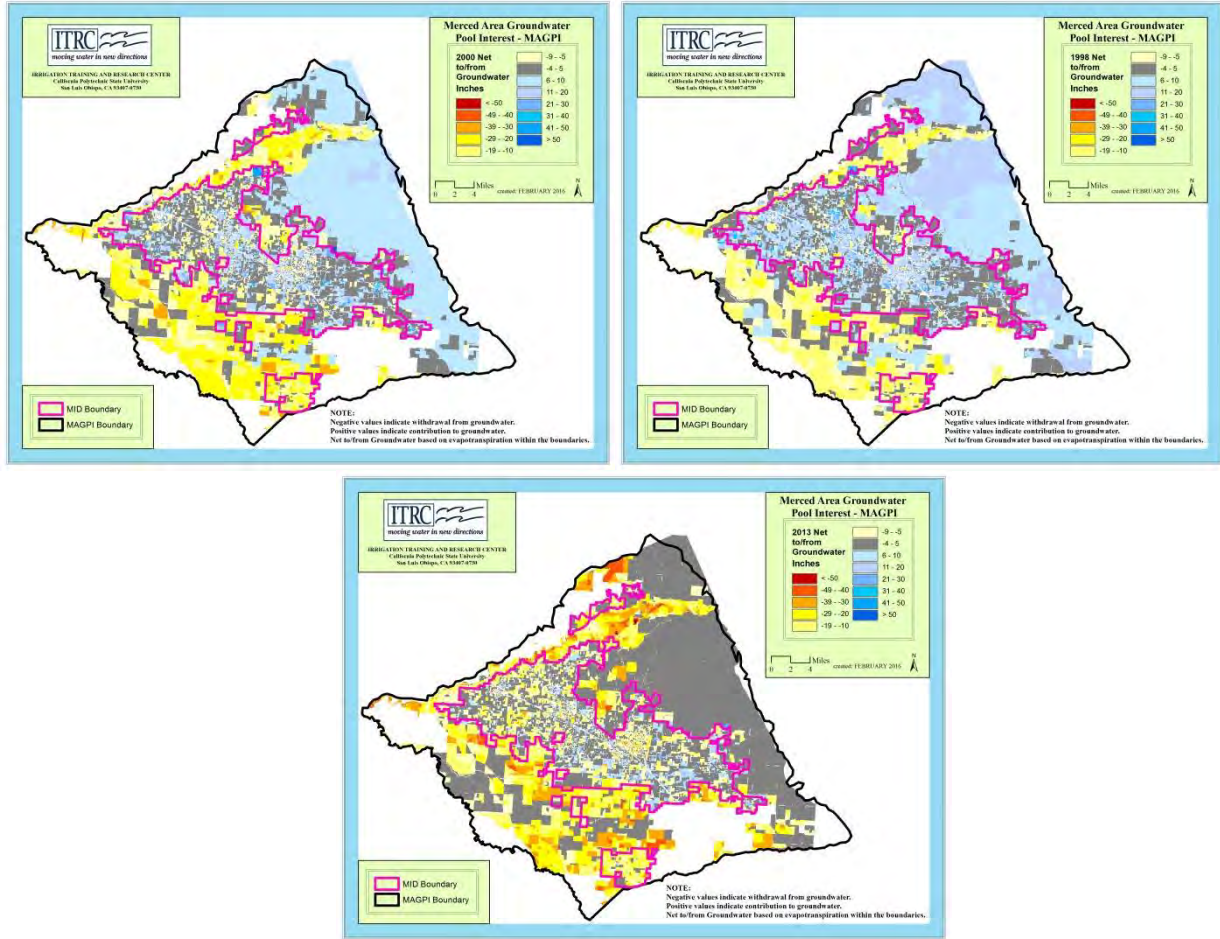 ITRC
moving water in new directions
IRRIGATION TRAINING AND RESEARCH CENTER
California Polytechnic State University
San Luis Obispo, CA 93407-0730
Merced Area Groundwater
Pool Interest - MAGPI
2000 Net
to/from
Groundwater
Inches
< -50
-49 - -40
-39 - -30
-29 - -20
-19 - -10
-9 - -5
-4 - 5
6 - 10
11 - 20
21 - 30
31 - 40
41 - 50
> 50
0 2 4 Miles
created: FEBRUARY 2016
N
MID Boundary
MAGPI Boundary
NOTE:
Negative values indicate withdrawal from groundwater.
Positive values indicate contribution to groundwater.
Net to/from Groundwater based on evapotranspiration within the boundaries.
ITRC
moving water in new directions
IRRIGATION TRAINING AND RESEARCH CENTER
California Polytechnic State University
San Luis Obispo, CA 93407-0730
Merced Area Groundwater
Pool Interest - MAGPI
1998 Net
to/from
Groundwater
Inches
< -50
-49 - -40
-39 - -30
-29 - -20
-19 - -10
-9 - -5
-4 - 5
6 - 10
11 - 20
21 - 30
31 - 40
41 - 50
> 50
0 2 4 Miles
created: FEBRUARY 2016
N
MID Boundary
MAGPI Boundary
NOTE:
Negative values indicate withdrawal from groundwater.
Positive values indicate contribution to groundwater.
Net to/from Groundwater based on evapotranspiration within the boundaries.
ITRC
moving water in new directions
IRRIGATION TRAINING AND RESEARCH CENTER
California Polytechnic State University
San Luis Obispo, CA 93407-0730
Merced Area Groundwater
Pool Interest - MAGPI
2013 Net
to/from
Groundwater
Inches
< -50
-49 - -40
-39 - -30
-29 - -20
-19 - -10
-9 - -5
-4 - 5
6 - 10
11 - 20
21 - 30
31 - 40
41 - 50
> 50
0 2 4 Miles
created: FEBRUARY 2016
N
MID Boundary
MAGPI Boundary
NOTE:
Negative values indicate withdrawal from groundwater.
Positive values indicate contribution to groundwater.
Net to/from Groundwater based on evapotranspiration within the boundaries.